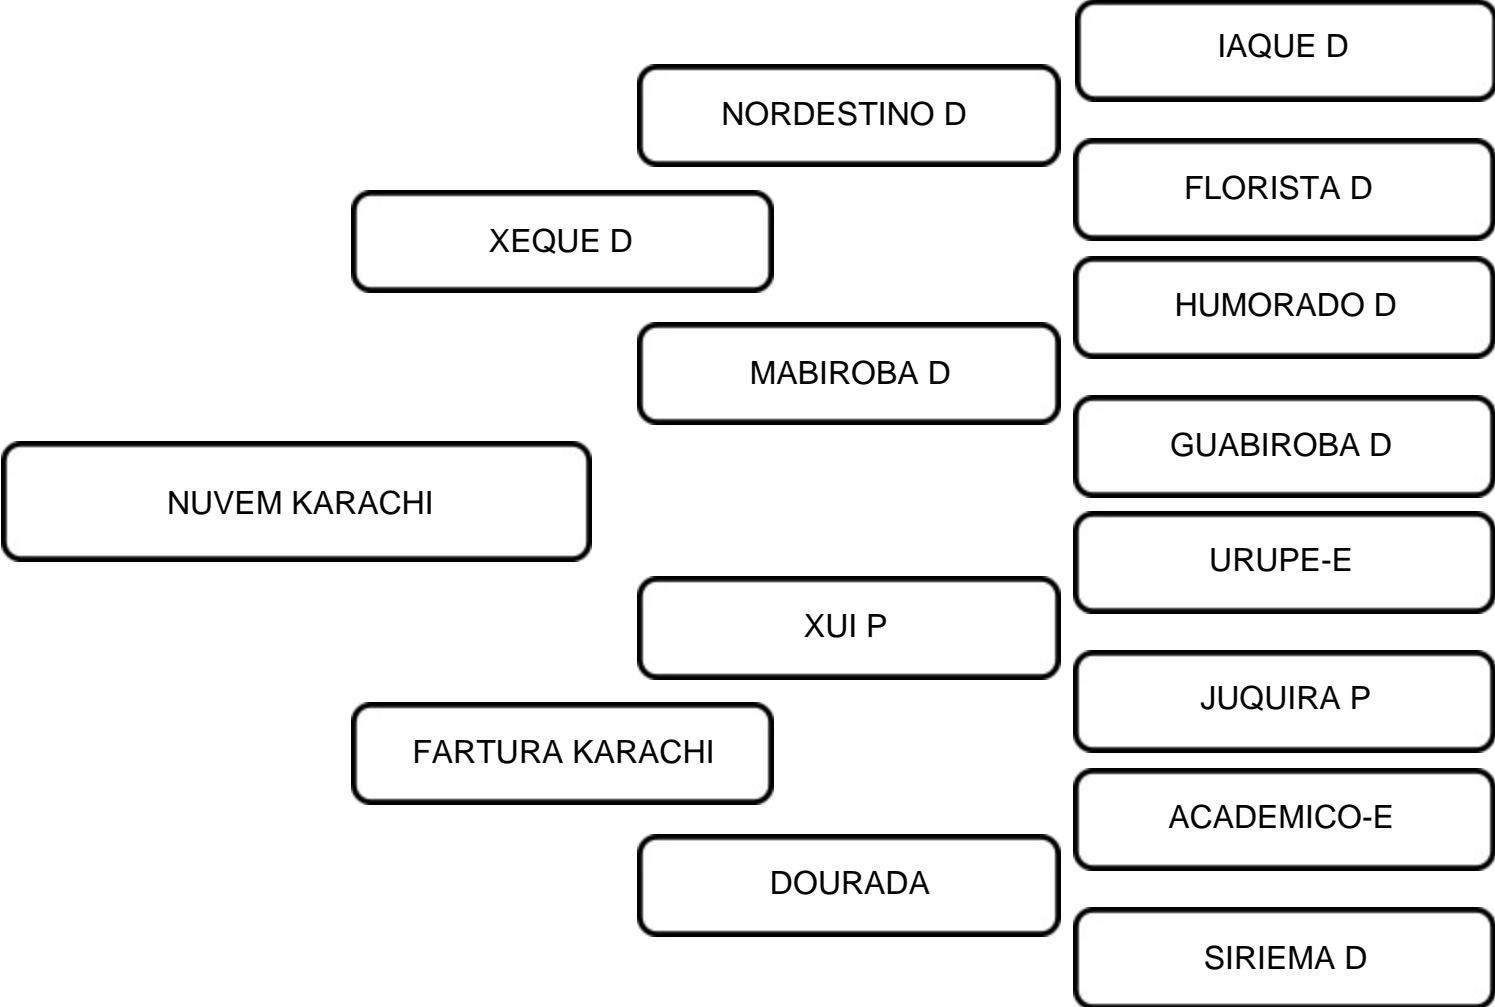 IAQUE D
NORDESTINO D
FLORISTA D
XEQUE D
HUMORADO D
MABIROBA D
GUABIROBA D
NUVEM KARACHI
URUPE-E
XUI P
JUQUIRA P
FARTURA KARACHI
ACADEMICO-E
DOURADA
SIRIEMA D